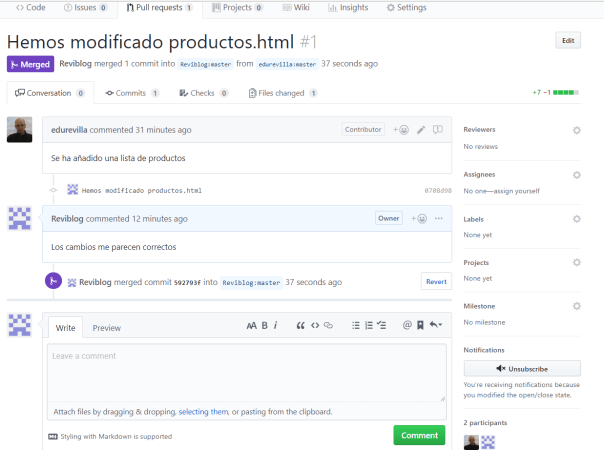 Code Issues 0 Pull requests 1 Projects 0 Wiki Insights Settings
Hemos modificado productos.html #1
Edit
Merged Reviblog merged 1 commit into Reviblog:master from edurevilla:master 37 seconds ago
Conversation 0 Commits 1 Checks 0 Files changed 1
+7 −1
edurevilla commented 31 minutes ago Contributor
Se ha añadido una lista de productos
Hemos modificado productos.html 0708d98
Reviblog commented 12 minutes ago Owner
Los cambios me parecen correctos
Reviblog merged commit 592793f into Reviblog:master 37 seconds ago Revert
Write Preview
AA B i
Leave a comment
Attach files by dragging & dropping, selecting them, or pasting from the clipboard.
Styling with Markdown is supported
Comment
Reviewers
No reviews
Assignees
No one—assign yourself
Labels
None yet
Projects
None yet
Milestone
No milestone
Notifications
Unsubscribe
You're receiving notifications because
you modified the open/close state.
2 participants